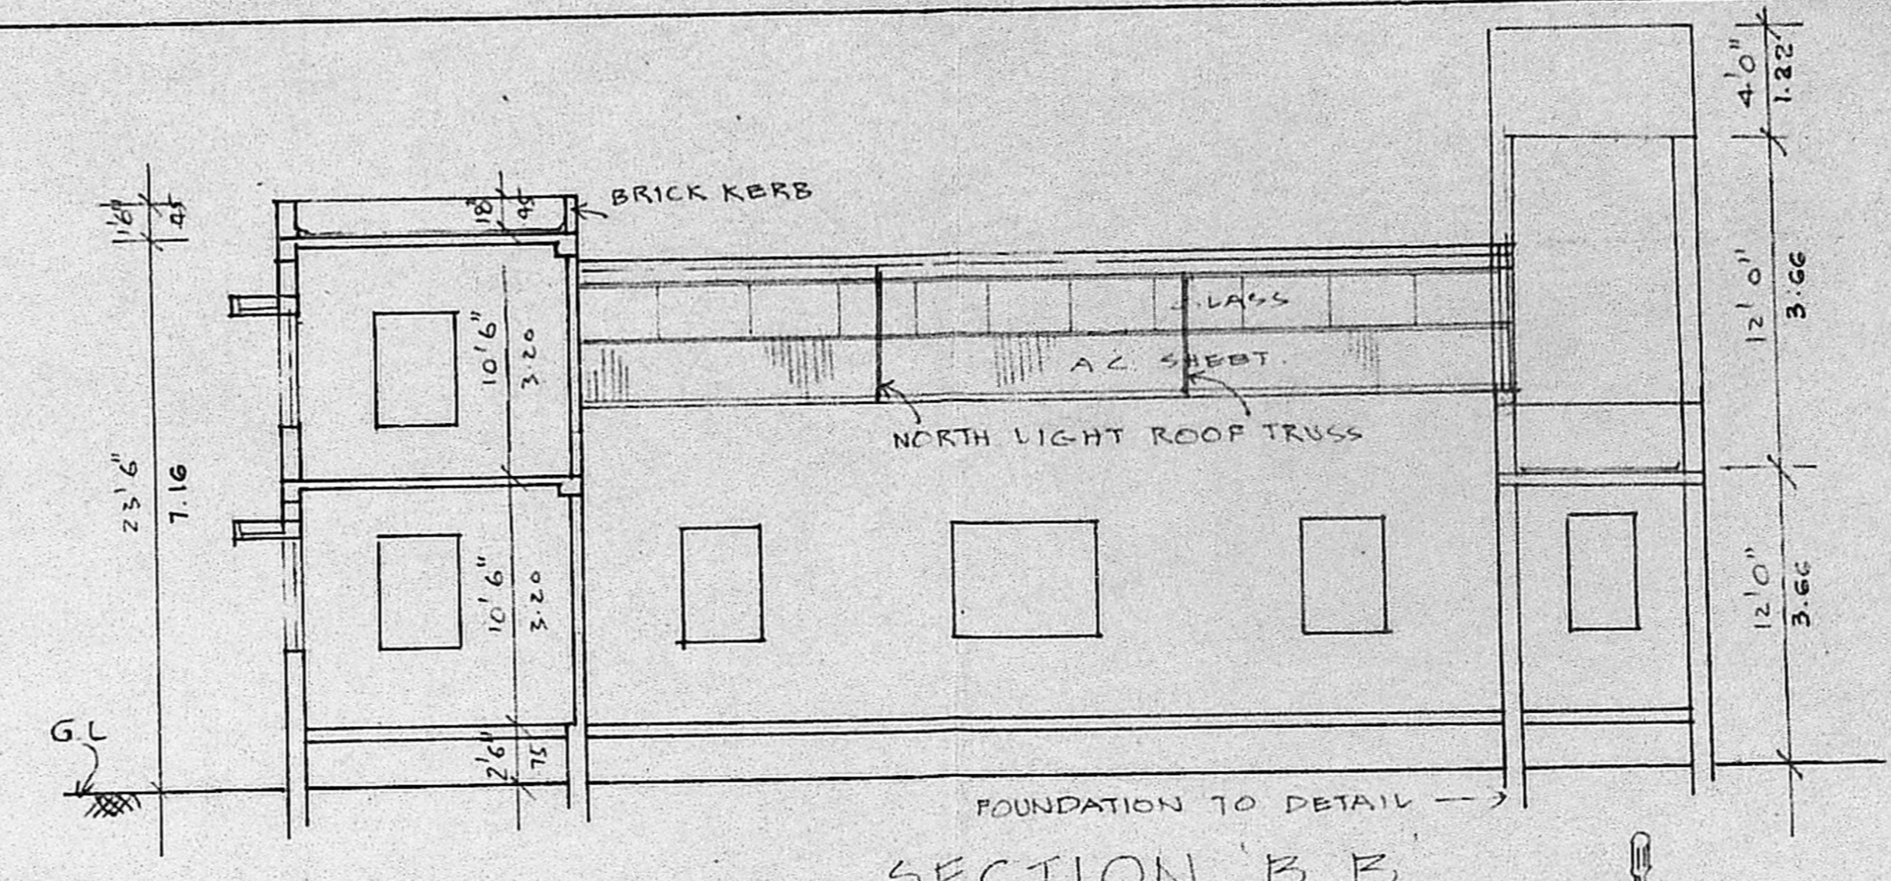 4'0"
1.22
1'6"
.45
18"
.45
BRICK KERB
GLASS
A C. SHEET.
NORTH LIGHT ROOF TRUSS
10'6"
3.20
12'0"
3.66
23'6"
7.16
10'6"
3.20
12'0"
3.66
G.L
2'6"
.75
FOUNDATION TO DETAIL
SECTION 'B B'